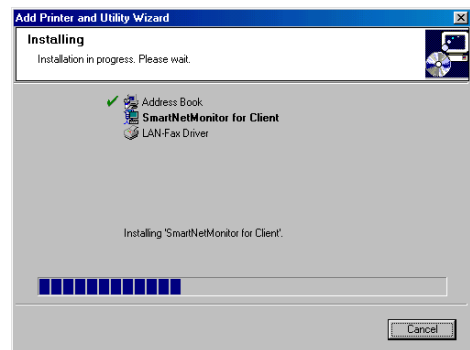 Add Printer and Utility Wizard
Installing
Installation in progress. Please wait.
Address Book
SmartNetMonitor for Client
LAN-Fax Driver
Installing 'SmartNetMonitor for Client'.
Cancel